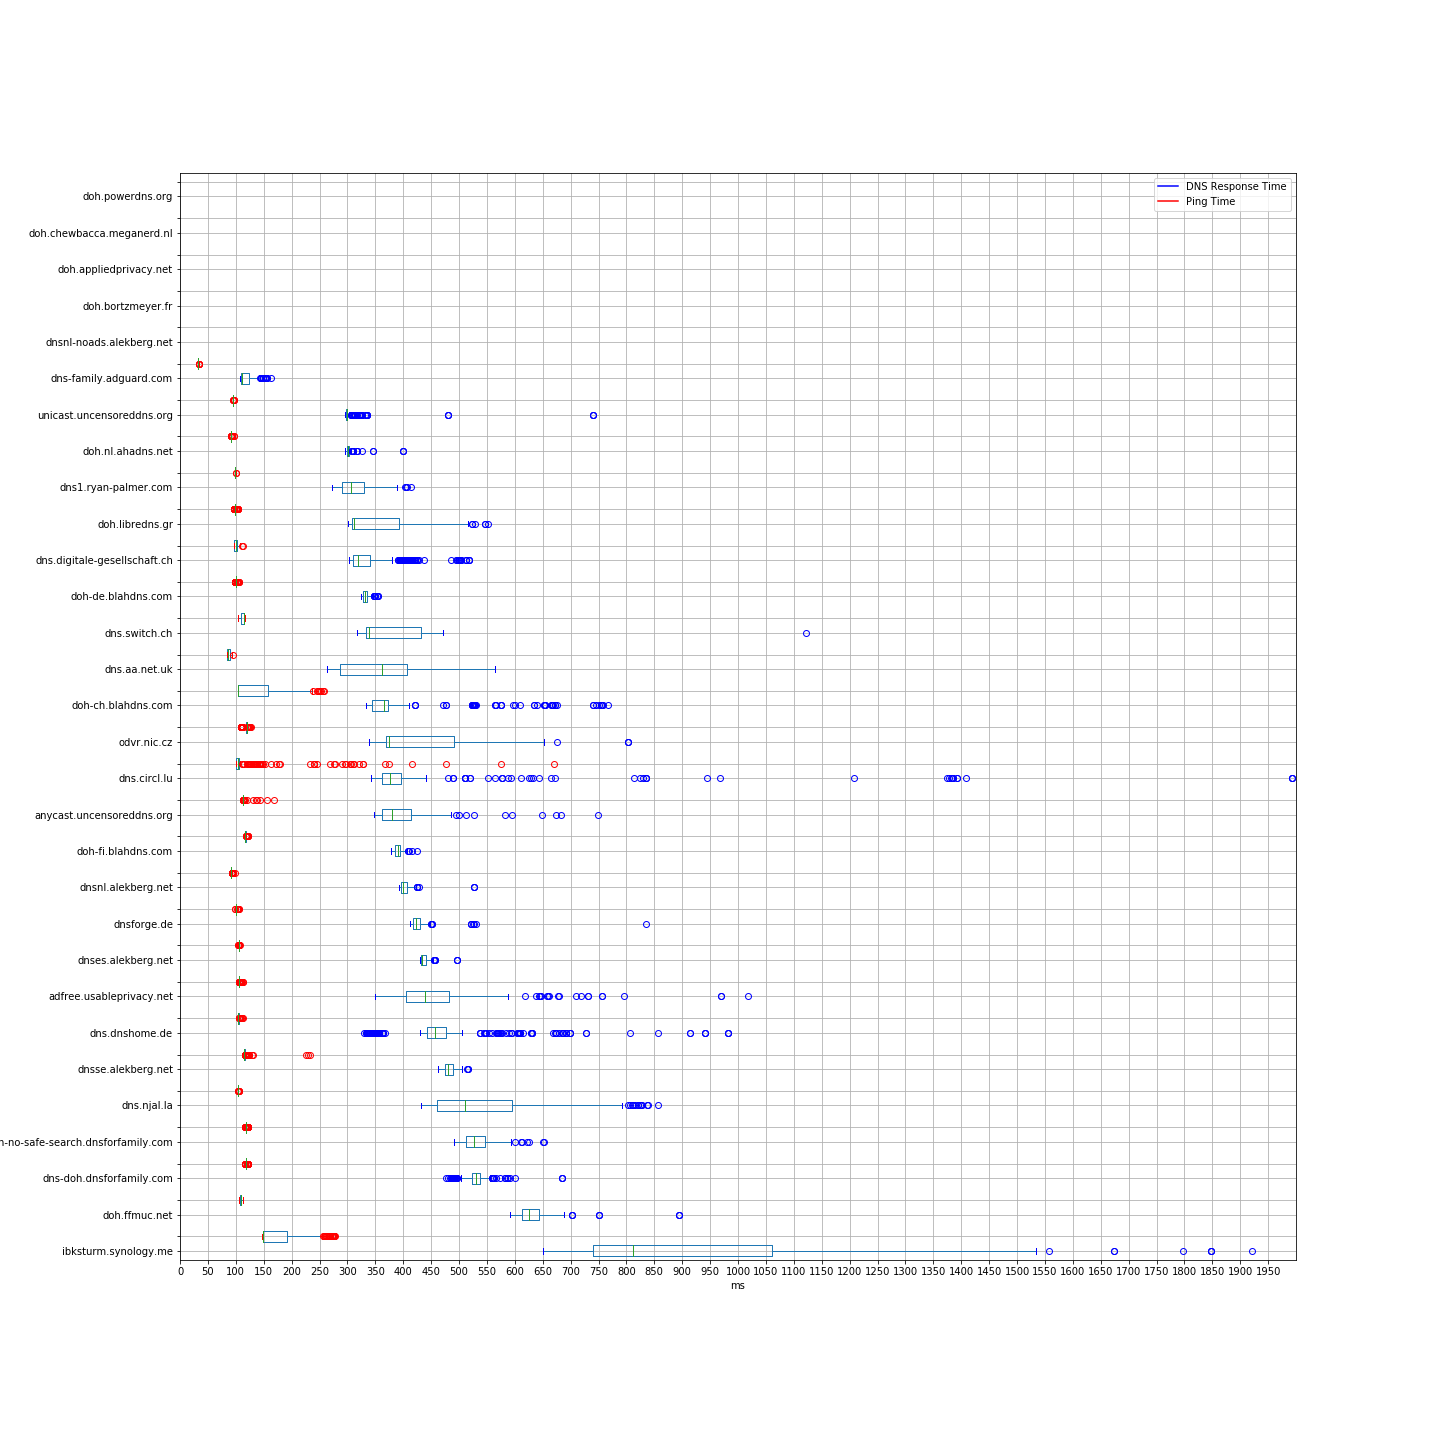 DNS Response Time
Ping Time
doh.powerdns.org
doh.chewbacca.meganerd.nl
doh.appliedprivacy.net
doh.bortzmeyer.fr
dnsnl-noads.alekberg.net
dns-family.adguard.com
unicast.uncensoreddns.org
doh.nl.ahadns.net
dns1.ryan-palmer.com
doh.libredns.gr
dns.digitale-gesellschaft.ch
doh-de.blahdns.com
dns.switch.ch
dns.aa.net.uk
doh-ch.blahdns.com
odvr.nic.cz
dns.circl.lu
anycast.uncensoreddns.org
doh-fi.blahdns.com
dnsnl.alekberg.net
dnsforge.de
dnses.alekberg.net
adfree.usableprivacy.net
dns.dnshome.de
dnsse.alekberg.net
dns.njal.la
-no-safe-search.dnsforfamily.com
dns-doh.dnsforfamily.com
doh.ffmuc.net
ibksturm.synology.me
0 50 100 150 200 250 300 350 400 450 500 550 600 650 700 750 800 850 900 950 1000 1050 1100 1150 1200 1250 1300 1350 1400 1450 1500 1550 1600 1650 1700 1750 1800 1850 1900 1950
ms